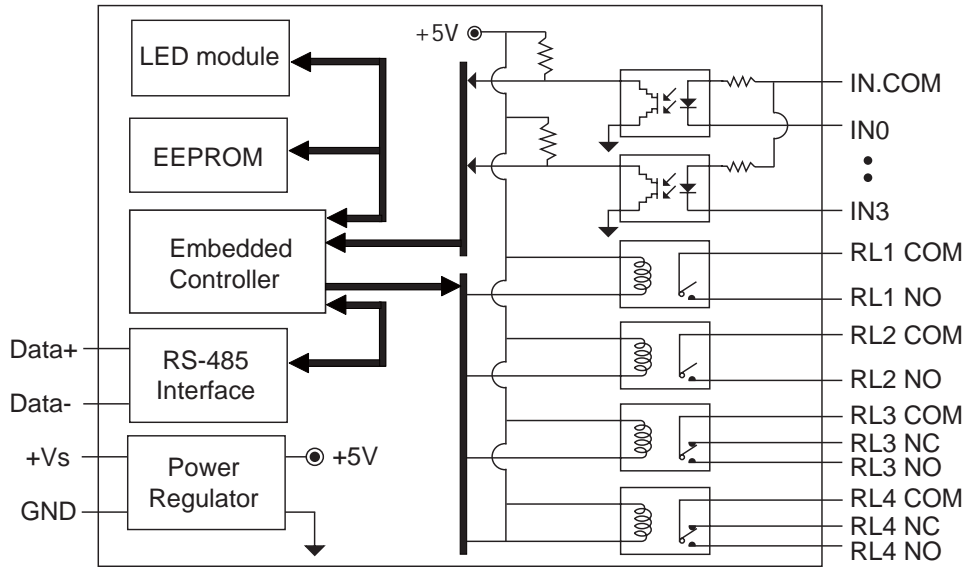 LED module
EEPROM
Embedded
Controller
RS-485
Interface
Power
Regulator
Data+
Data-
+Vs
GND
+5V
+5V
IN.COM
IN0
IN3
RL1 COM
RL1 NO
RL2 COM
RL2 NO
RL3 COM
RL3 NC
RL3 NO
RL4 COM
RL4 NC
RL4 NO